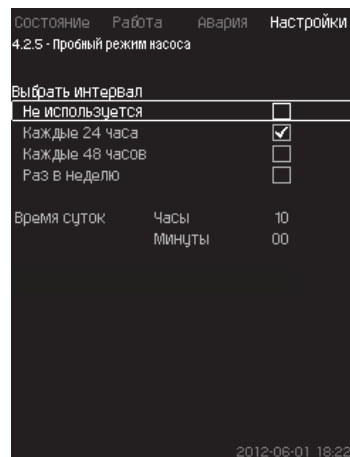 Состояние Работа Авария Настройки
4.2.5 - Пробный режим насоса
Выбрать интервал
Не используется
Каждые 24 часа
Каждые 48 часов
Раз в неделю
Время суток Часы 10
Минуты 00
2012-06-01 18:22